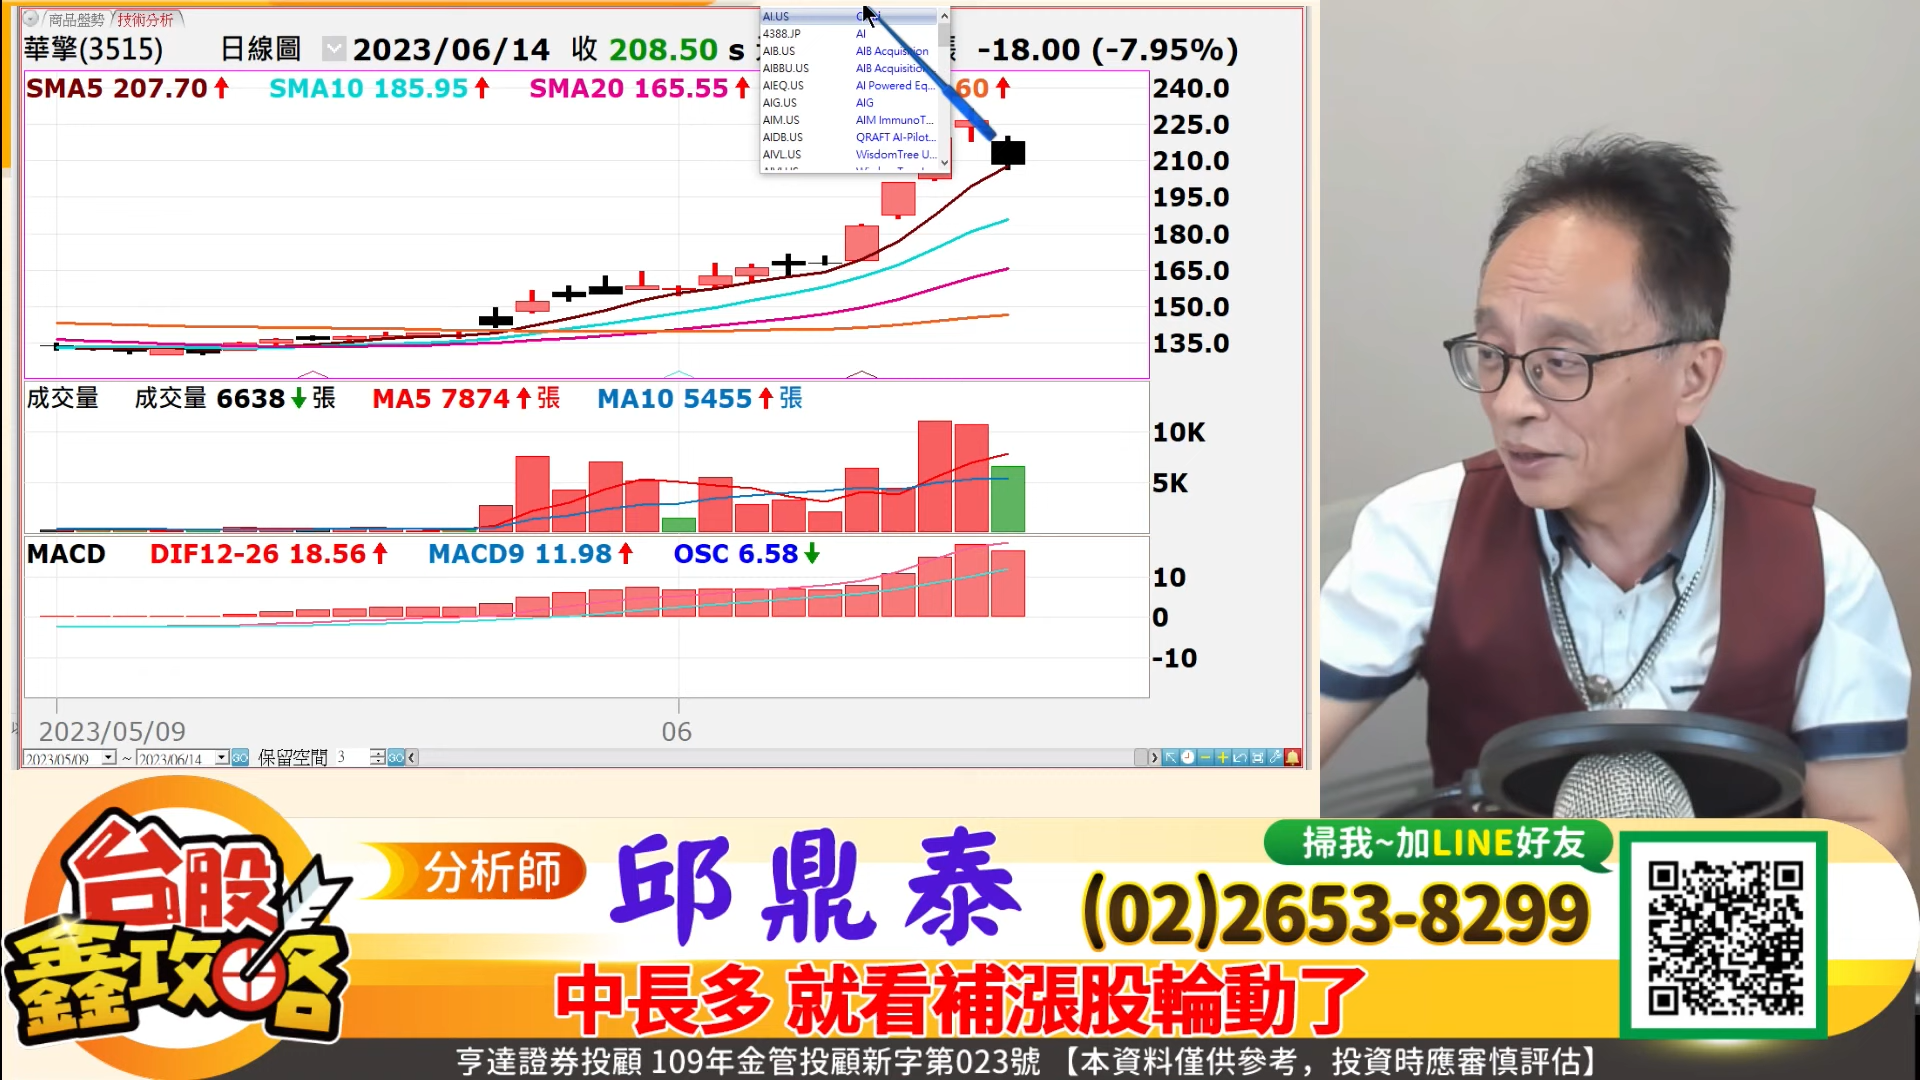 商品盤勢 技術分析
華擎(3515) 日線圖 2023/06/14 收 208.50 s -18.00 (-7.95%)
SMA5 207.70 SMA10 185.95 SMA20 165.55 60
AI.US
4388.JP AI
AIB.US AIB Acquisition
AIBBU.US AIB Acquisition...
AIEQ.US AI Powered Eq...
AIG.US AIG
AIM.US AIM ImmunoT...
AIDB.US QRAFT AI-Pilot...
AIVL.US WisdomTree U...
240.0
225.0
210.0
195.0
180.0
165.0
150.0
135.0
成交量 成交量 6638 張 MA5 7874 張 MA10 5455 張
10K
5K
MACD DIF12-26 18.56 MACD9 11.98 OSC 6.58
10
0
-10
2023/05/09 06
2023/05/09 ~ 2023/06/14 保留空間 3
台股
鑫攻略
分析師
邱鼎泰
掃我~加LINE好友
(02)2653-8299
中長多 就看補漲股輪動了
亨達證券投顧 109年金管投顧新字第023號 【本資料僅供參考，投資時應審慎評估】